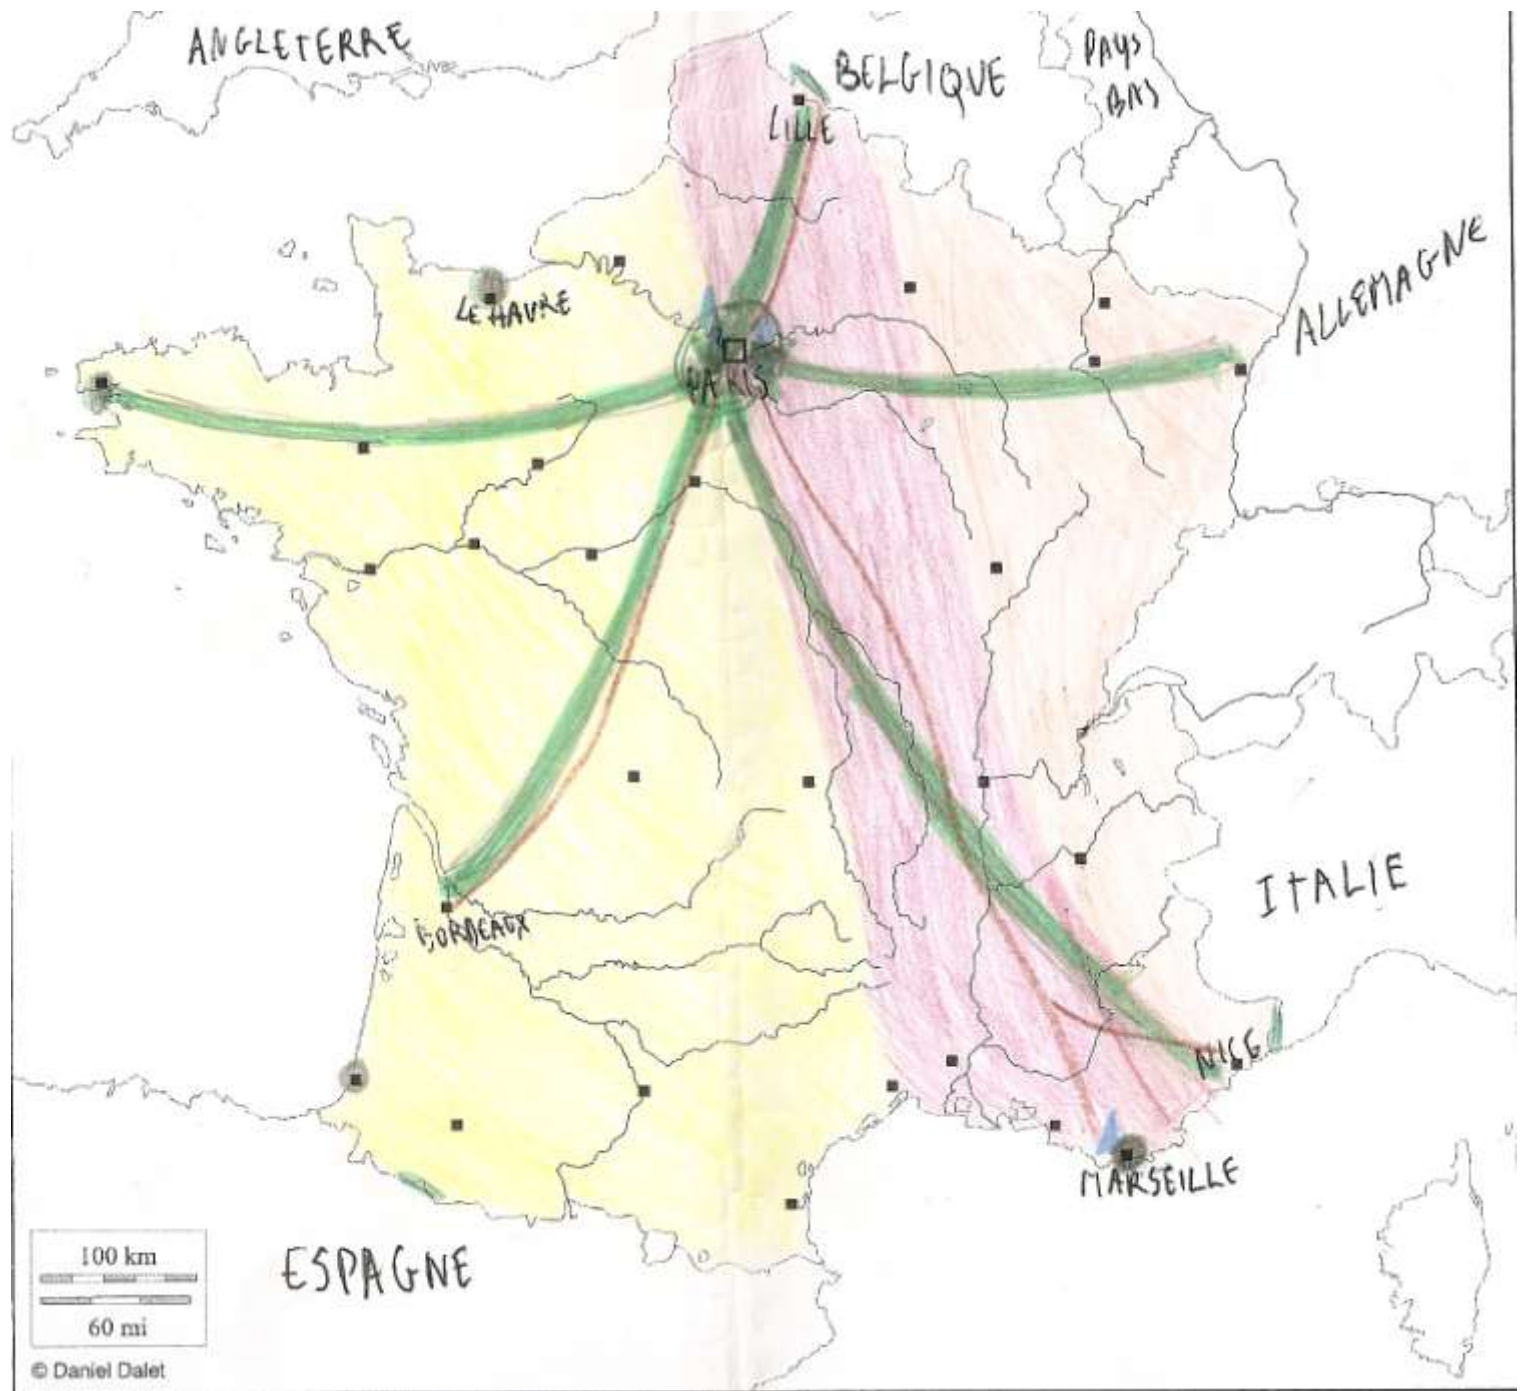 ANGLETERRE
BELGIQUE
PAYS
BAS
LILLE
ALLEMAGNE
LE HAVRE
PARIS
ITALIE
BORDEAUX
NICE
MARSEILLE
ESPAGNE
100 km
60 mi
© Daniel Dalet